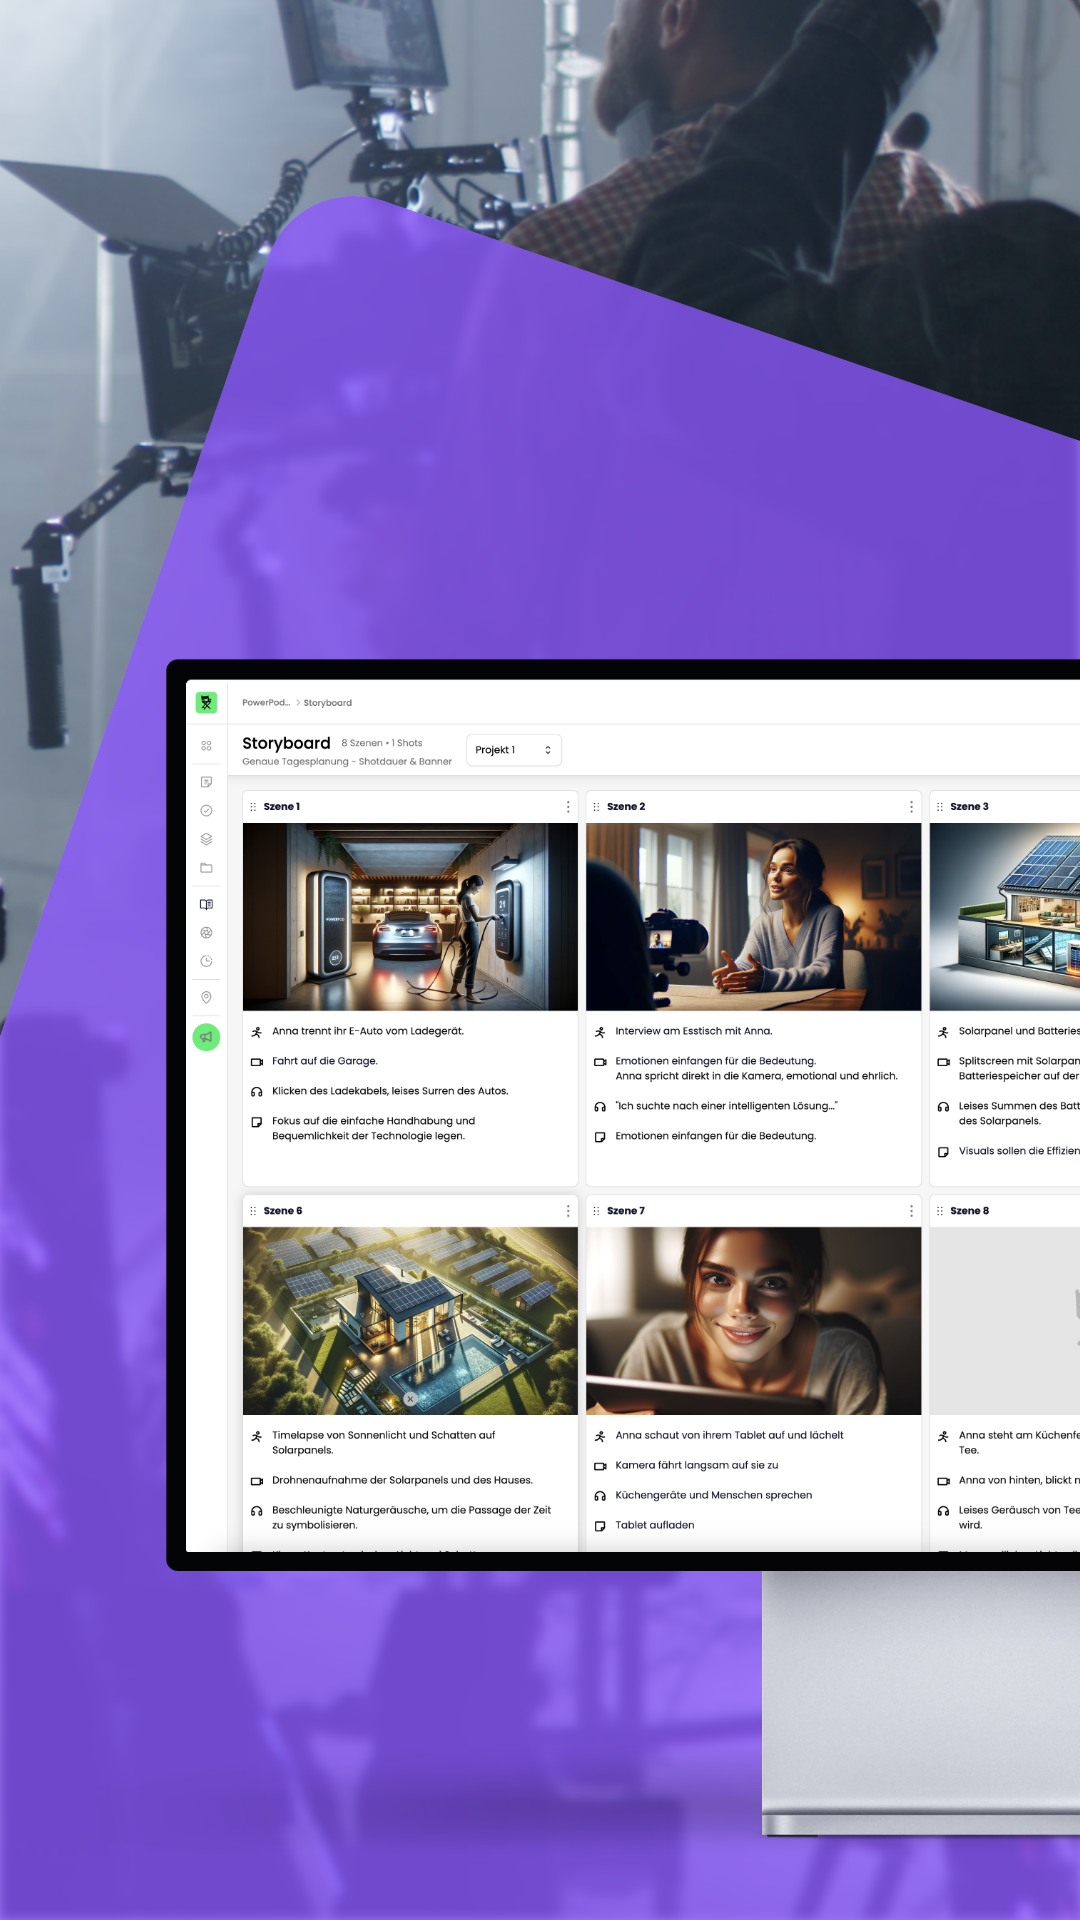 PowerPod... > Storyboard
Storyboard
8 Szenen • 1 Shots
Genaue Tagesplanung - Shotdauer & Banner
Projekt 1
Szene 1
POWERPOD
Anna trennt ihr E-Auto vom Ladegerät.
Fahrt auf die Garage.
Klicken des Ladekabels, leises Surren des Autos.
Fokus auf die einfache Handhabung und
Bequemlichkeit der Technologie legen.
Szene 2
Interview am Esstisch mit Anna.
Emotionen einfangen für die Bedeutung.
Anna spricht direkt in die Kamera, emotional und ehrlich.
"Ich suchte nach einer intelligenten Lösung..."
Emotionen einfangen für die Bedeutung.
Szene 3
Solarpanel und Batteries
Splitscreen mit Solarpan
Batteriespeicher auf der
Leises Summen des Batt
des Solarpanels.
Visuals sollen die Effizien
Szene 6
Timelapse von Sonnenlicht und Schatten auf
Solarpanels.
Drohnenaufnahme der Solarpanels und des Hauses.
Beschleunigte Naturgeräusche, um die Passage der Zeit
zu symbolisieren.
Szene 7
Anna schaut von ihrem Tablet auf und lächelt
Kamera fährt langsam auf sie zu
Küchengeräte und Menschen sprechen
Tablet aufladen
Szene 8
Anna steht am Küchenfe
Tee.
Anna von hinten, blickt n
Leises Geräusch von Tee
wird.